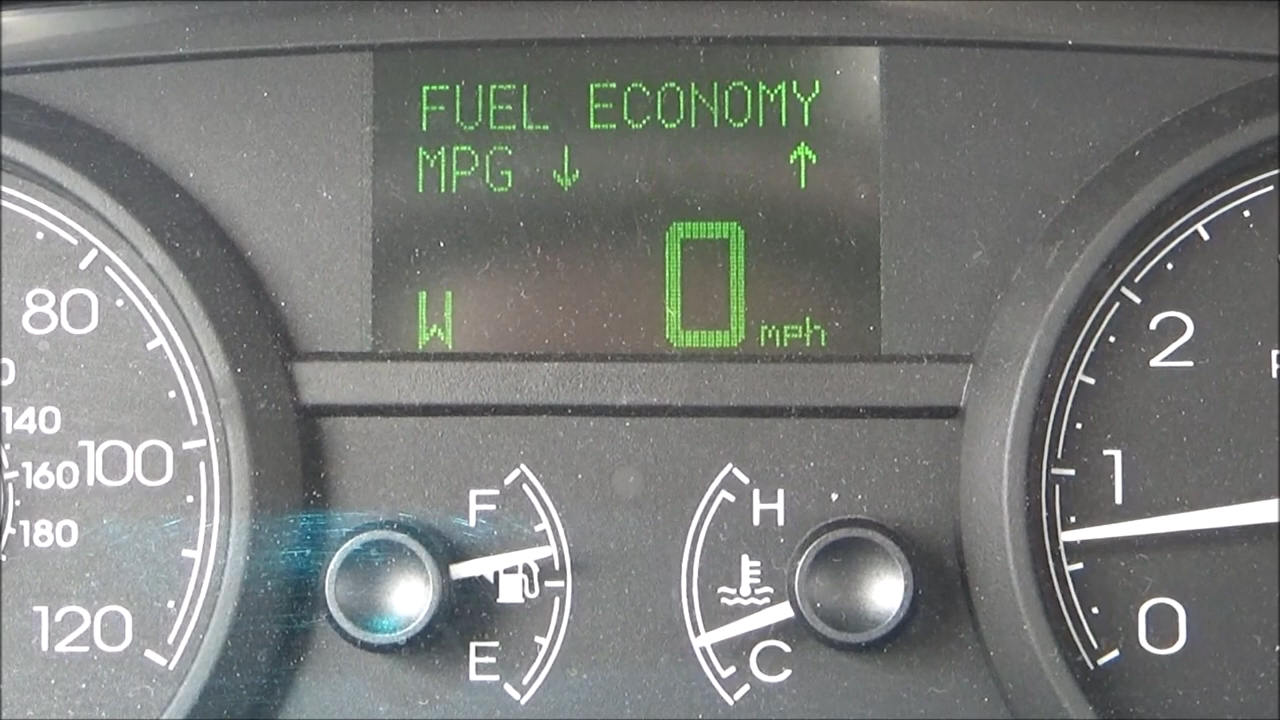 FUEL ECONOMY
MPG ↓ ↑
W 0 mph
80
100
120
140
160
180
F
E
H
C
2
1
0